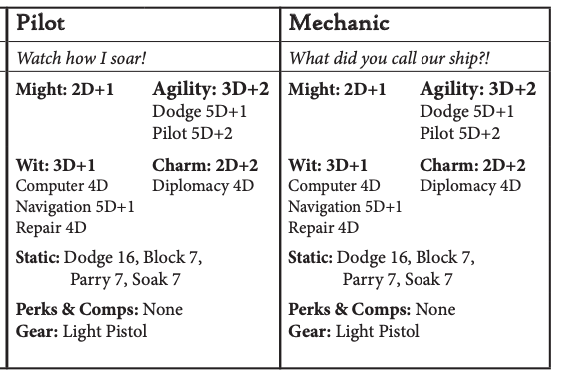 Pilot
Watch how I soar!
Might: 2D+1
Agility: 3D+2
Dodge 5D+1
Pilot 5D+2
Wit: 3D+1
Computer 4D
Navigation 5D+1
Repair 4D
Charm: 2D+2
Diplomacy 4D
Static: Dodge 16, Block 7,
Parry 7, Soak 7
Perks & Comps: None
Gear: Light Pistol
Mechanic
What did you call our ship?!
Might: 2D+1
Agility: 3D+2
Dodge 5D+1
Pilot 5D+2
Wit: 3D+1
Computer 4D
Navigation 5D+1
Repair 4D
Charm: 2D+2
Diplomacy 4D
Static: Dodge 16, Block 7,
Parry 7, Soak 7
Perks & Comps: None
Gear: Light Pistol